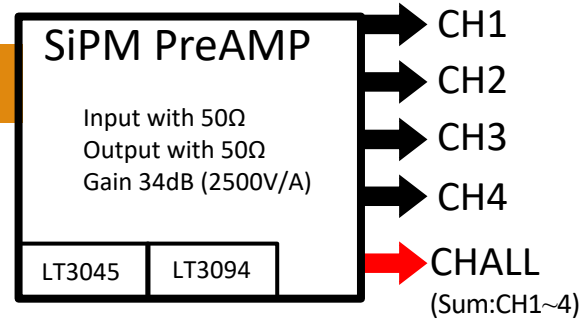 SiPM PreAMP
Input with 50Ω
Output with 50Ω
Gain 34dB (2500V/A)
LT3045
LT3094
CH1
CH2
CH3
CH4
CHALL
(Sum:CH1~4)